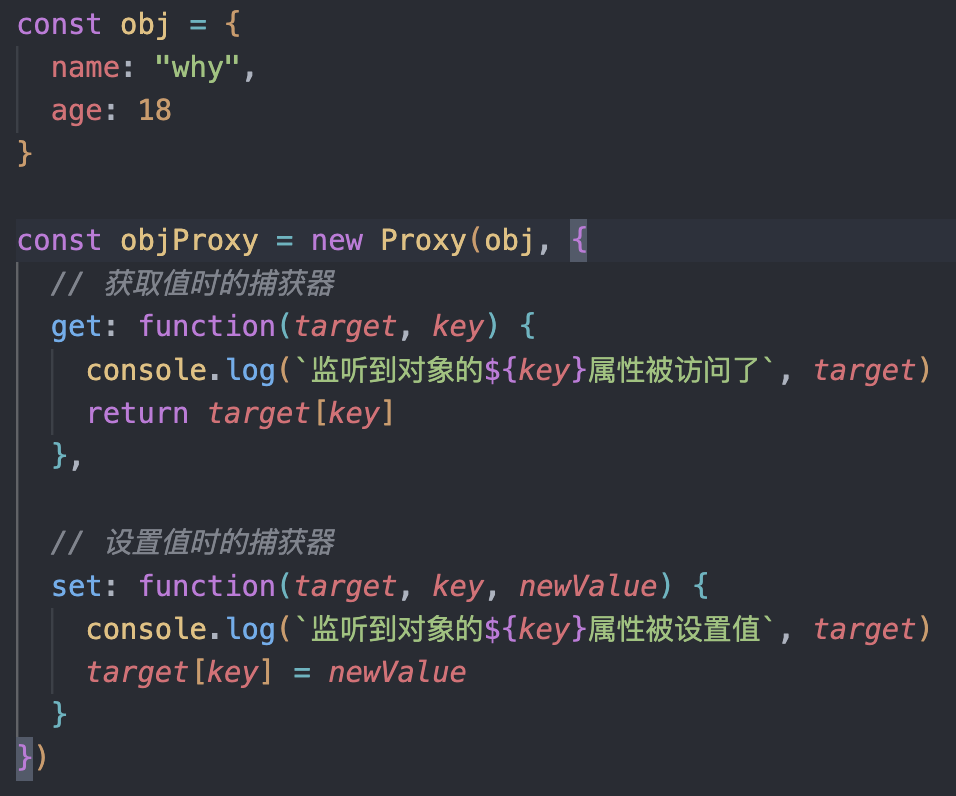 const obj = {
  name: "why",
  age: 18
}

const objProxy = new Proxy(obj, {
  // 获取值时的捕获器
  get: function(target, key) {
    console.log(`监听到对象的${key}属性被访问了`, target)
    return target[key]
  },

  // 设置值时的捕获器
  set: function(target, key, newValue) {
    console.log(`监听到对象的${key}属性被设置值`, target)
    target[key] = newValue
  }
})